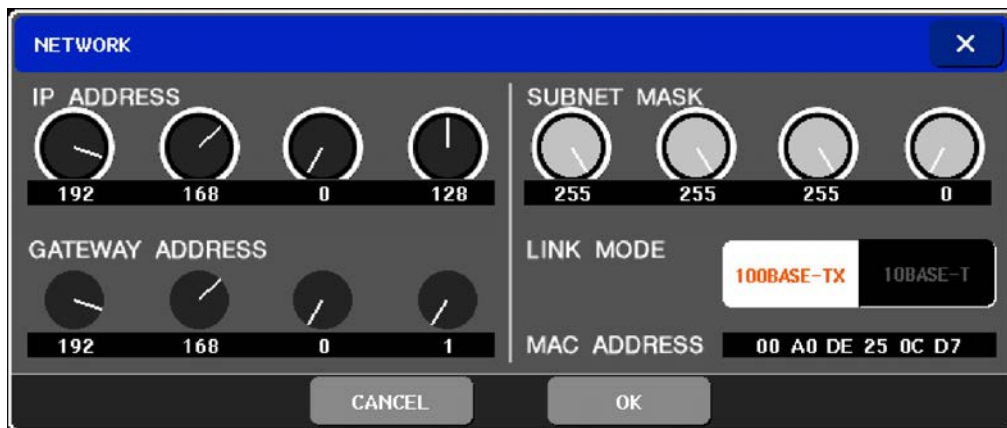 NETWORK
IP ADDRESS
192 168 0 128
GATEWAY ADDRESS
192 168 0 1
SUBNET MASK
255 255 255 0
LINK MODE
100BASE-TX 10BASE-T
MAC ADDRESS 00 A0 DE 25 0C D7
CANCEL OK